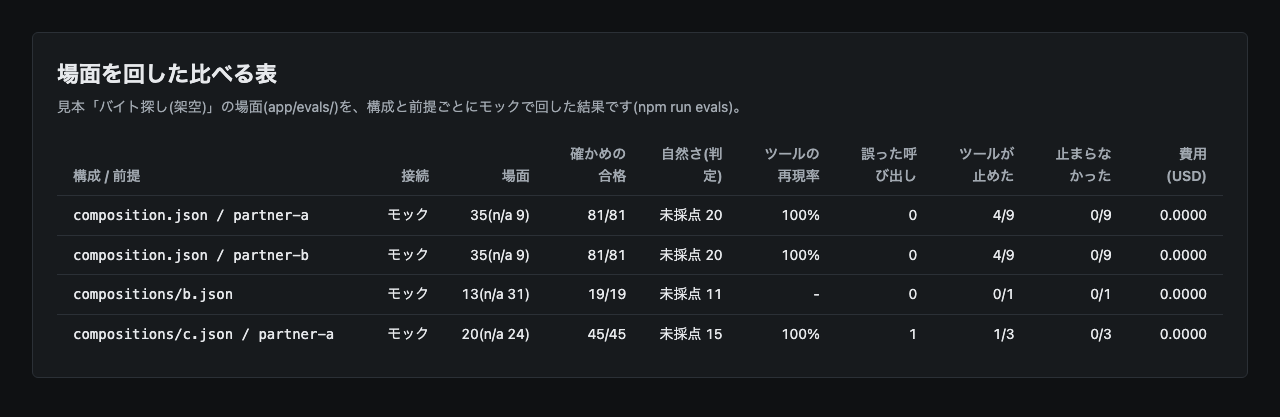 場面を回した比べる表
見本「バイト探し(架空)」の場面(app/evals/)を、構成と前提ごとにモックで回した結果です(npm run evals)。
構成 / 前提 接続 場面 確かめの合格 自然さ(判定) ツールの再現率 誤った呼び出し ツールが止めた 止まらなかった 費用(USD)
composition.json / partner-a モック 35(n/a 9) 81/81 未採点 20 100% 0 4/9 0/9 0.0000
composition.json / partner-b モック 35(n/a 9) 81/81 未採点 20 100% 0 4/9 0/9 0.0000
compositions/b.json モック 13(n/a 31) 19/19 未採点 11 - 0 0/1 0/1 0.0000
compositions/c.json / partner-a モック 20(n/a 24) 45/45 未採点 15 100% 1 1/3 0/3 0.0000